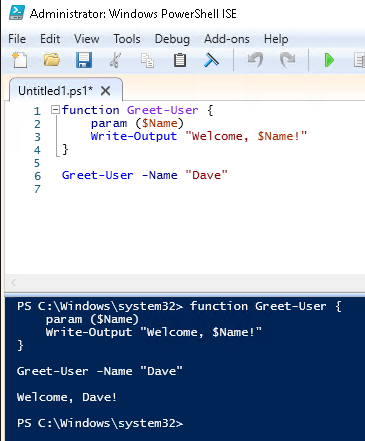 Administrator: Windows PowerShell ISE
File Edit View Tools Debug Add-ons Help
Untitled1.ps1*
1 function Greet-User {
2     param ($Name)
3     Write-Output "Welcome, $Name!"
4 }
5
6 Greet-User -Name "Dave"
7
PS C:\Windows\system32> function Greet-User {
    param ($Name)
    Write-Output "Welcome, $Name!"
}
Greet-User -Name "Dave"
Welcome, Dave!
PS C:\Windows\system32>